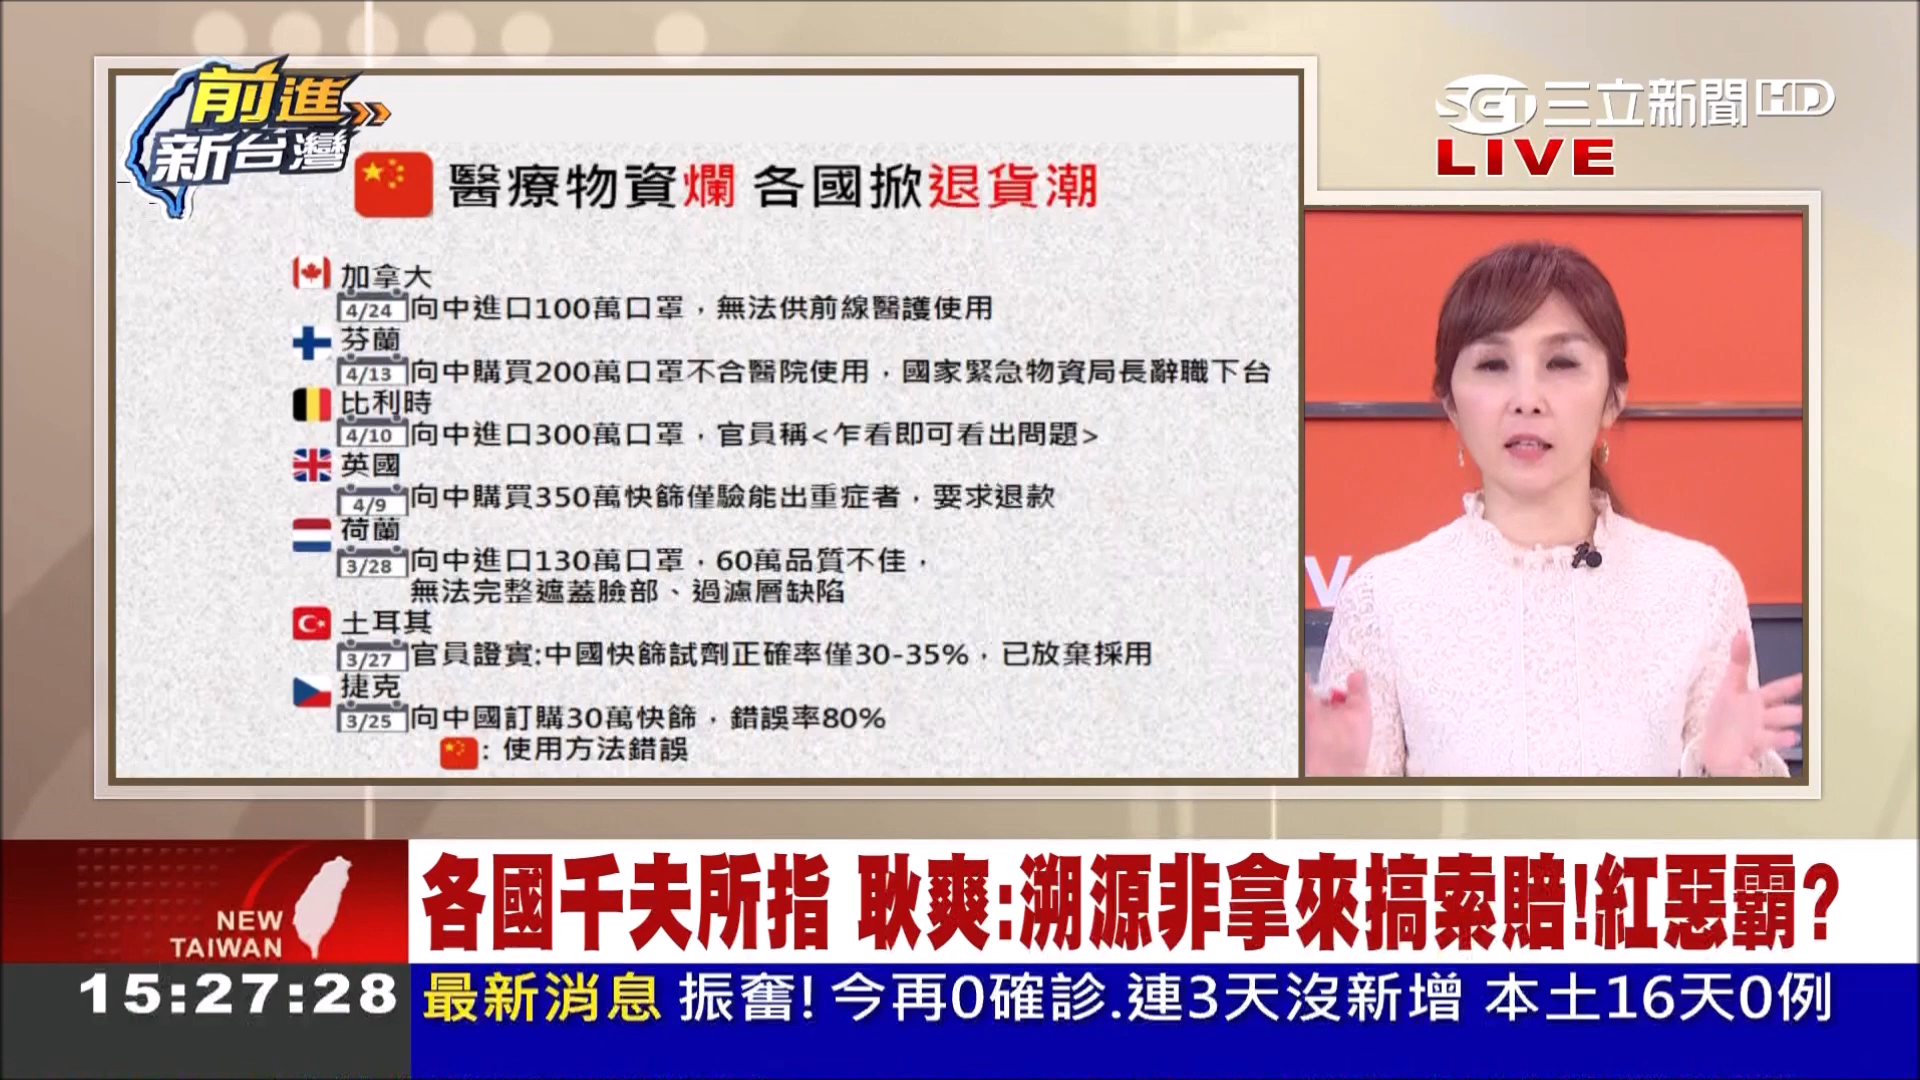 前進
新台灣
SET三立新聞HD
LIVE
醫療物資爛 各國掀退貨潮
加拿大
4/24 向中進口100萬口罩，無法供前線醫護使用
芬蘭
4/13 向中購買200萬口罩不合醫院使用，國家緊急物資局長辭職下台
比利時
4/10 向中進口300萬口罩，官員稱<乍看即可看出問題>
英國
4/9 向中購買350萬快篩僅驗能出重症者，要求退款
荷蘭
3/28 向中進口130萬口罩，60萬品質不佳，
無法完整遮蓋臉部、過濾層缺陷
土耳其
3/27 官員證實:中國快篩試劑正確率僅30-35%，已放棄採用
捷克
3/25 向中國訂購30萬快篩，錯誤率80%
: 使用方法錯誤
V
NEW
TAIWAN
各國千夫所指 耿爽:溯源非拿來搞索賠!紅惡霸?
15:27:28
最新消息 振奮! 今再0確診.連3天沒新增 本土16天0例